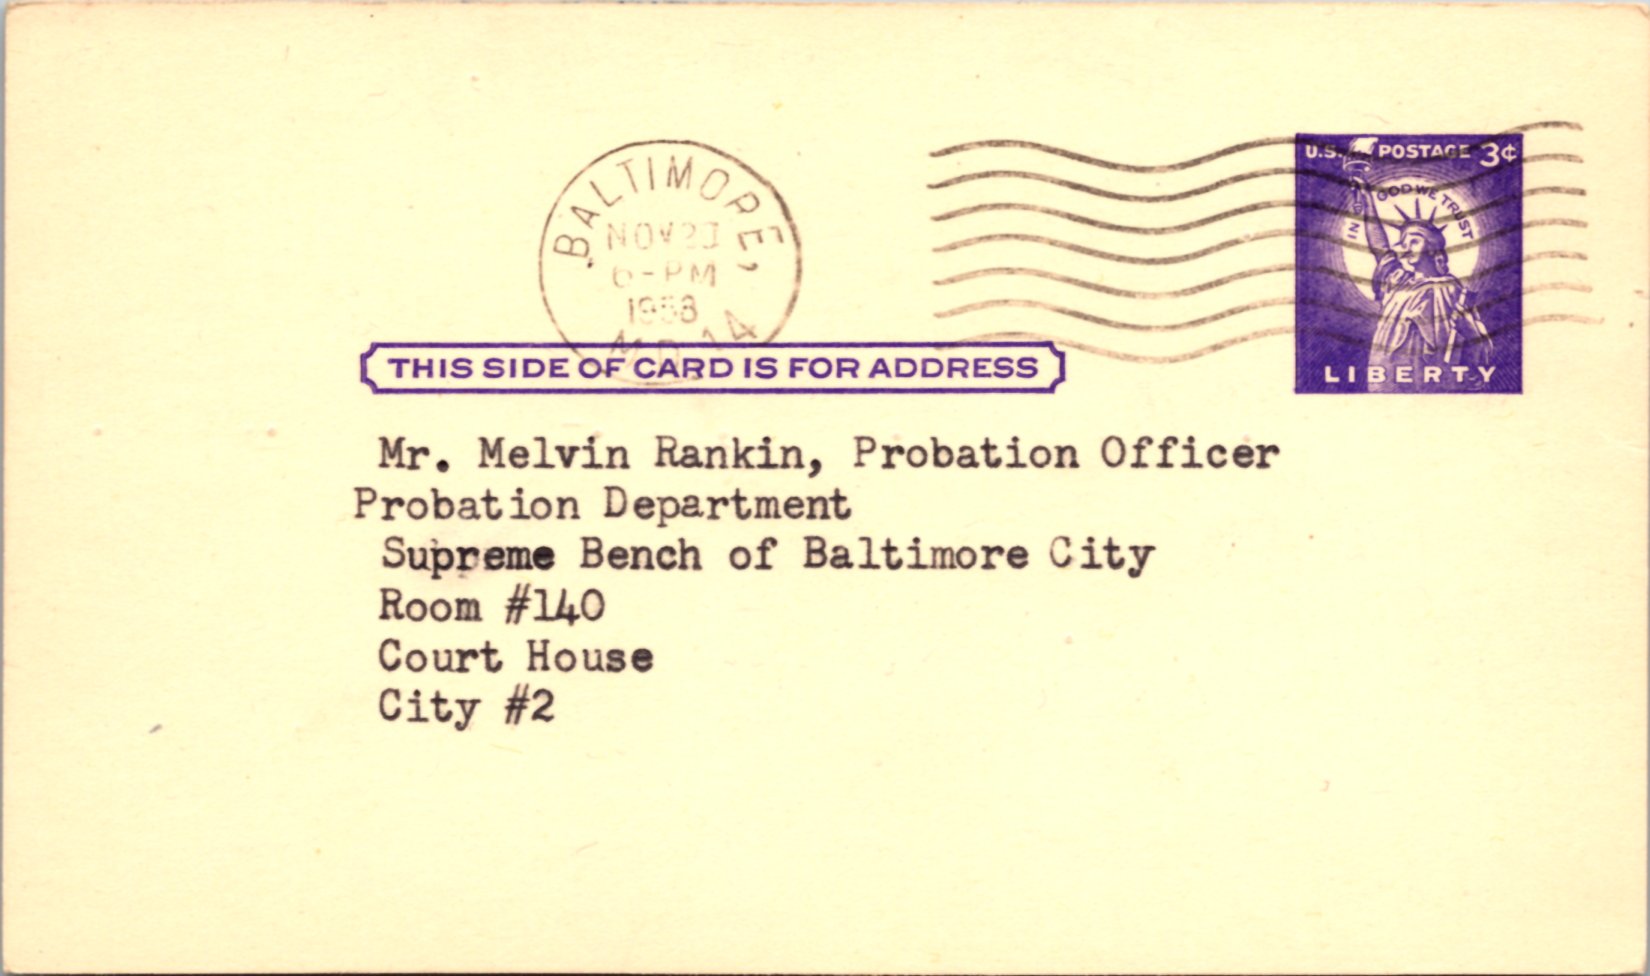 BALTIMORE,
NOV 20
6-PM
1958
MD. 14
U.S. POSTAGE 3¢
IN GOD WE TRUST
LIBERTY
THIS SIDE OF CARD IS FOR ADDRESS
Mr. Melvin Rankin, Probation Officer
Probation Department
Supreme Bench of Baltimore City
Room #140
Court House
City #2